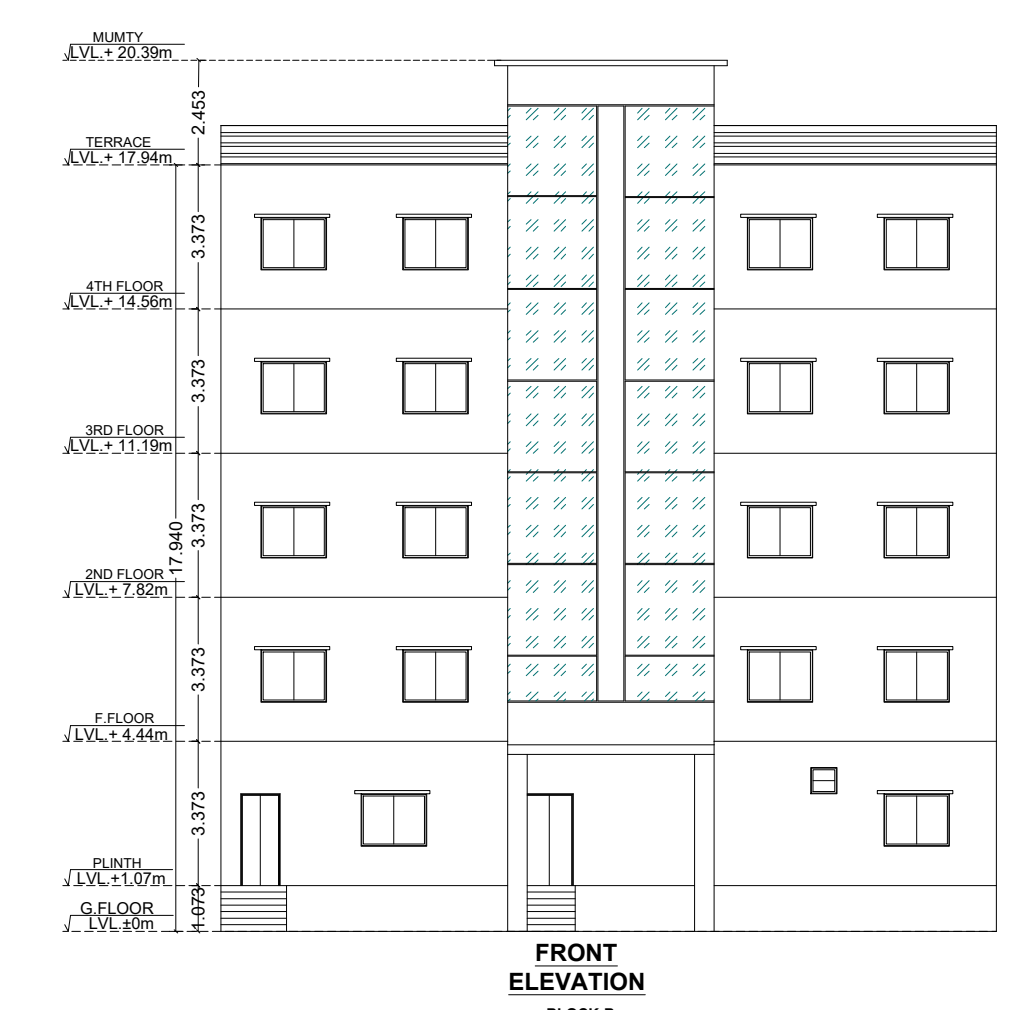 MUMTY
LVL.+ 20.39m
2.453
TERRACE
LVL.+ 17.94m
3.373
4TH FLOOR
LVL.+ 14.56m
3.373
3RD FLOOR
LVL.+ 11.19m
3.373
17.940
2ND FLOOR
LVL.+ 7.82m
3.373
F.FLOOR
LVL.+ 4.44m
3.373
PLINTH
LVL.+1.07m
1.073
G.FLOOR
LVL.±0m
FRONT
ELEVATION